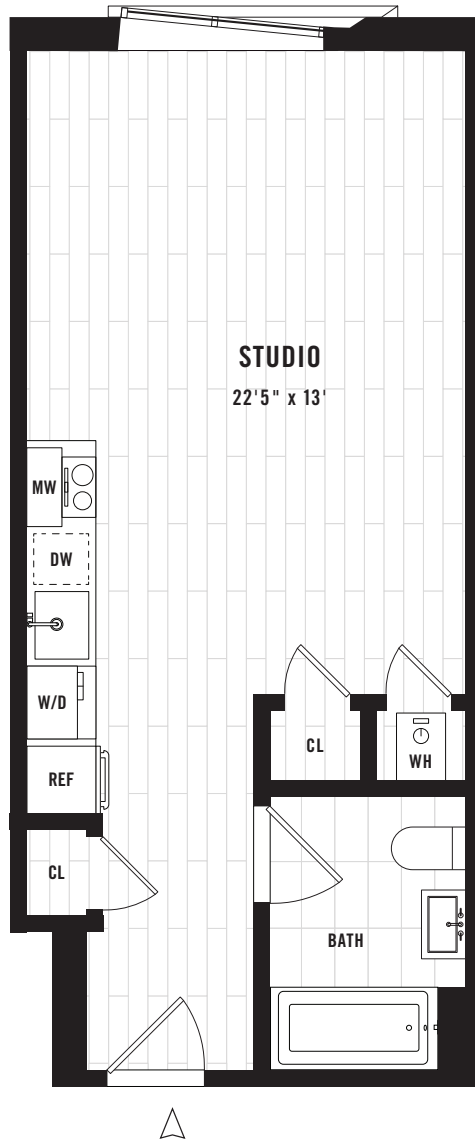 STUDIO
22'5" x 13'
MW
DW
W/D
REF
CL
WH
CL
BATH